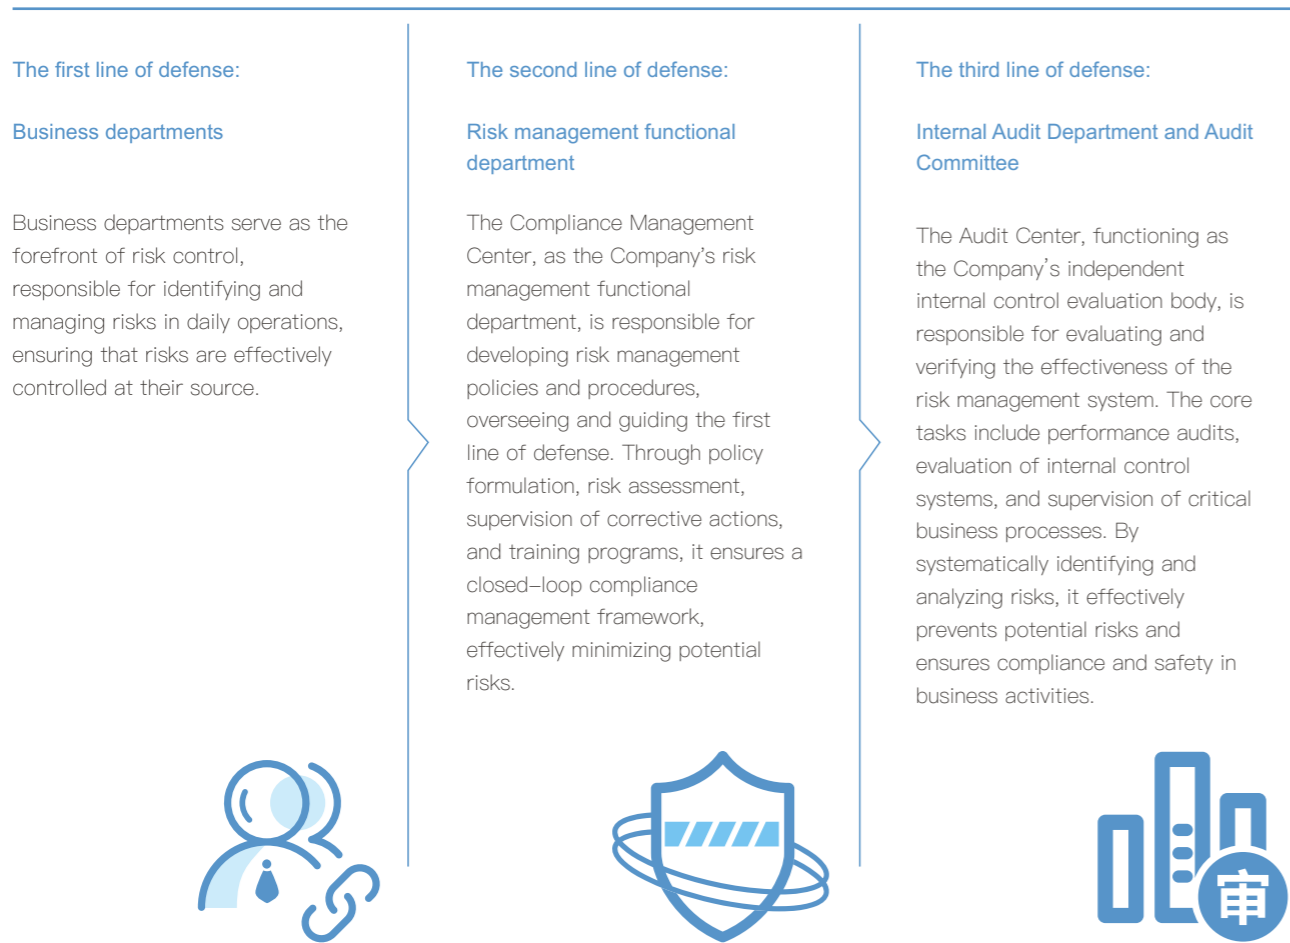 The first line of defense:
Business departments
Business departments serve as the
forefront of risk control,
responsible for identifying and
managing risks in daily operations,
ensuring that risks are effectively
controlled at their source.
The second line of defense:
Risk management functional
department
The Compliance Management
Center, as the Company's risk
management functional
department, is responsible for
developing risk management
policies and procedures,
overseeing and guiding the first
line of defense. Through policy
formulation, risk assessment,
supervision of corrective actions,
and training programs, it ensures a
closed-loop compliance
management framework,
effectively minimizing potential
risks.
The third line of defense:
Internal Audit Department and Audit
Committee
The Audit Center, functioning as
the Company's independent
internal control evaluation body, is
responsible for evaluating and
verifying the effectiveness of the
risk management system. The core
tasks include performance audits,
evaluation of internal control
systems, and supervision of critical
business processes. By
systematically identifying and
analyzing risks, it effectively
prevents potential risks and
ensures compliance and safety in
business activities.
审